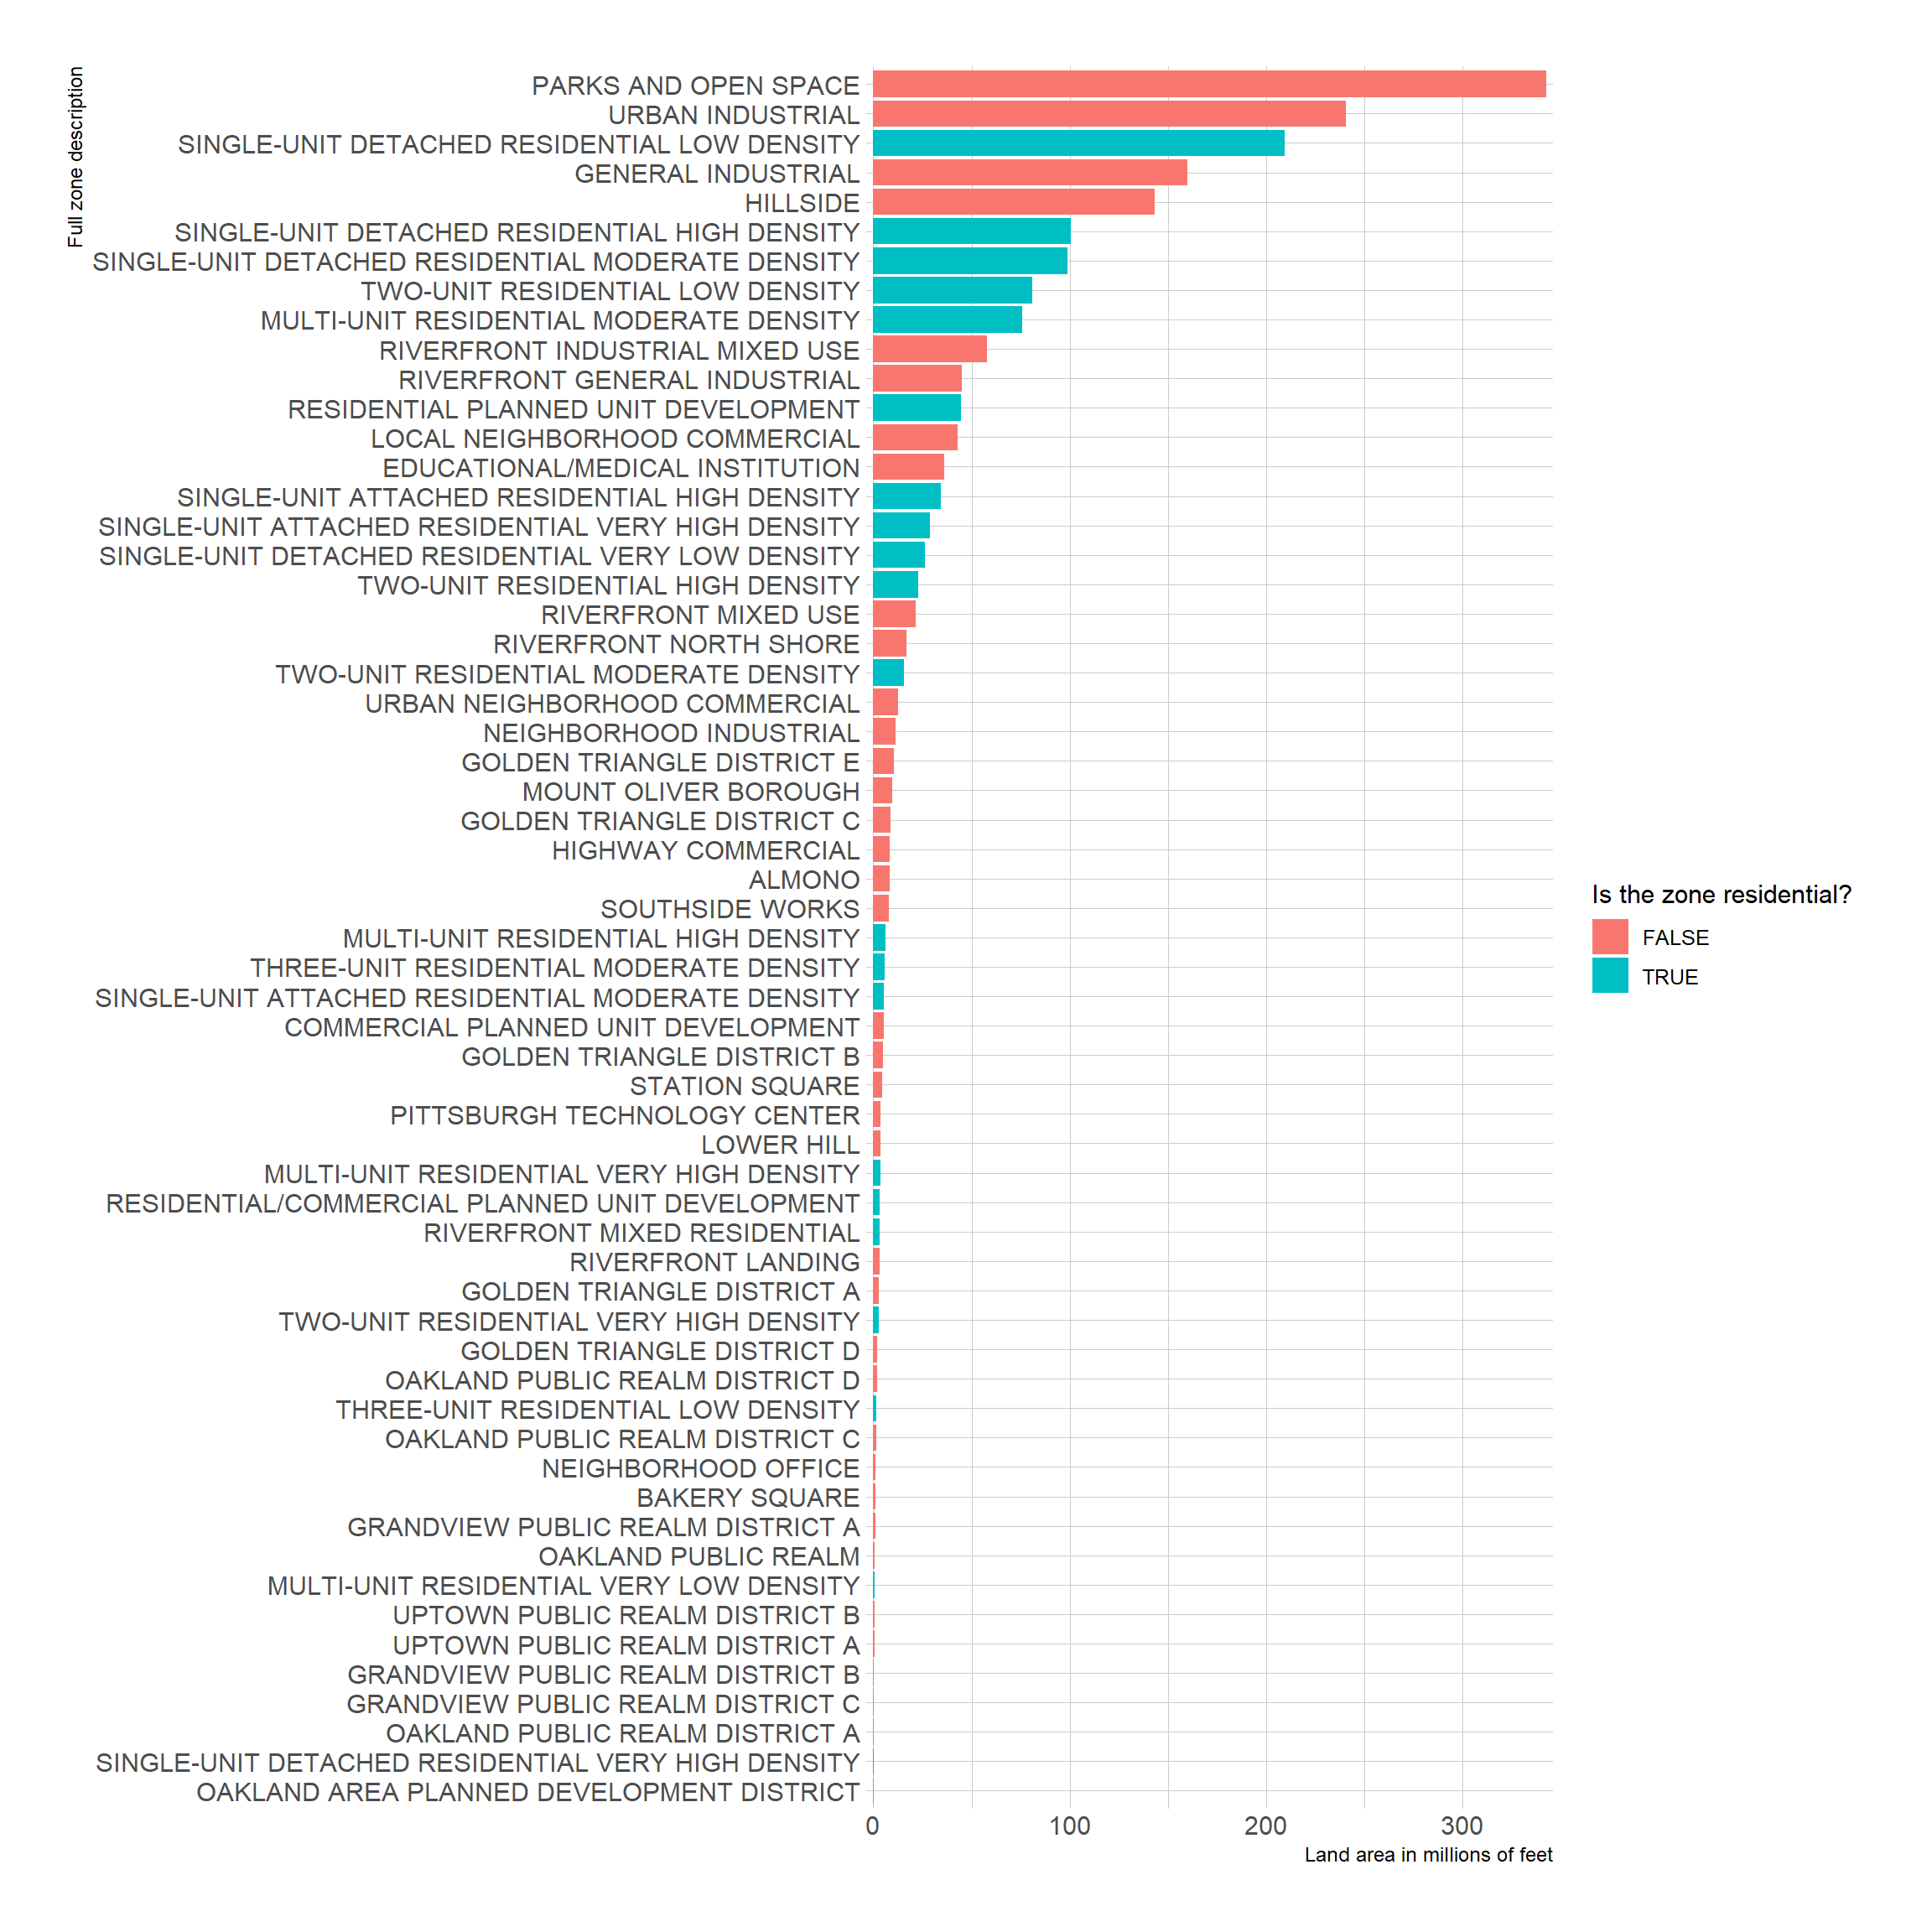 Full zone description
PARKS AND OPEN SPACE
URBAN INDUSTRIAL
SINGLE-UNIT DETACHED RESIDENTIAL LOW DENSITY
GENERAL INDUSTRIAL
HILLSIDE
SINGLE-UNIT DETACHED RESIDENTIAL HIGH DENSITY
SINGLE-UNIT DETACHED RESIDENTIAL MODERATE DENSITY
TWO-UNIT RESIDENTIAL LOW DENSITY
MULTI-UNIT RESIDENTIAL MODERATE DENSITY
RIVERFRONT INDUSTRIAL MIXED USE
RIVERFRONT GENERAL INDUSTRIAL
RESIDENTIAL PLANNED UNIT DEVELOPMENT
LOCAL NEIGHBORHOOD COMMERCIAL
EDUCATIONAL/MEDICAL INSTITUTION
SINGLE-UNIT ATTACHED RESIDENTIAL HIGH DENSITY
SINGLE-UNIT ATTACHED RESIDENTIAL VERY HIGH DENSITY
SINGLE-UNIT DETACHED RESIDENTIAL VERY LOW DENSITY
TWO-UNIT RESIDENTIAL HIGH DENSITY
RIVERFRONT MIXED USE
RIVERFRONT NORTH SHORE
TWO-UNIT RESIDENTIAL MODERATE DENSITY
URBAN NEIGHBORHOOD COMMERCIAL
NEIGHBORHOOD INDUSTRIAL
GOLDEN TRIANGLE DISTRICT E
MOUNT OLIVER BOROUGH
GOLDEN TRIANGLE DISTRICT C
HIGHWAY COMMERCIAL
ALMONO
SOUTHSIDE WORKS
MULTI-UNIT RESIDENTIAL HIGH DENSITY
THREE-UNIT RESIDENTIAL MODERATE DENSITY
SINGLE-UNIT ATTACHED RESIDENTIAL MODERATE DENSITY
COMMERCIAL PLANNED UNIT DEVELOPMENT
GOLDEN TRIANGLE DISTRICT B
STATION SQUARE
PITTSBURGH TECHNOLOGY CENTER
LOWER HILL
MULTI-UNIT RESIDENTIAL VERY HIGH DENSITY
RESIDENTIAL/COMMERCIAL PLANNED UNIT DEVELOPMENT
RIVERFRONT MIXED RESIDENTIAL
RIVERFRONT LANDING
GOLDEN TRIANGLE DISTRICT A
TWO-UNIT RESIDENTIAL VERY HIGH DENSITY
GOLDEN TRIANGLE DISTRICT D
OAKLAND PUBLIC REALM DISTRICT D
THREE-UNIT RESIDENTIAL LOW DENSITY
OAKLAND PUBLIC REALM DISTRICT C
NEIGHBORHOOD OFFICE
BAKERY SQUARE
GRANDVIEW PUBLIC REALM DISTRICT A
OAKLAND PUBLIC REALM
MULTI-UNIT RESIDENTIAL VERY LOW DENSITY
UPTOWN PUBLIC REALM DISTRICT B
UPTOWN PUBLIC REALM DISTRICT A
GRANDVIEW PUBLIC REALM DISTRICT B
GRANDVIEW PUBLIC REALM DISTRICT C
OAKLAND PUBLIC REALM DISTRICT A
SINGLE-UNIT DETACHED RESIDENTIAL VERY HIGH DENSITY
OAKLAND AREA PLANNED DEVELOPMENT DISTRICT
0 100 200 300
Land area in millions of feet
Is the zone residential?
FALSE
TRUE